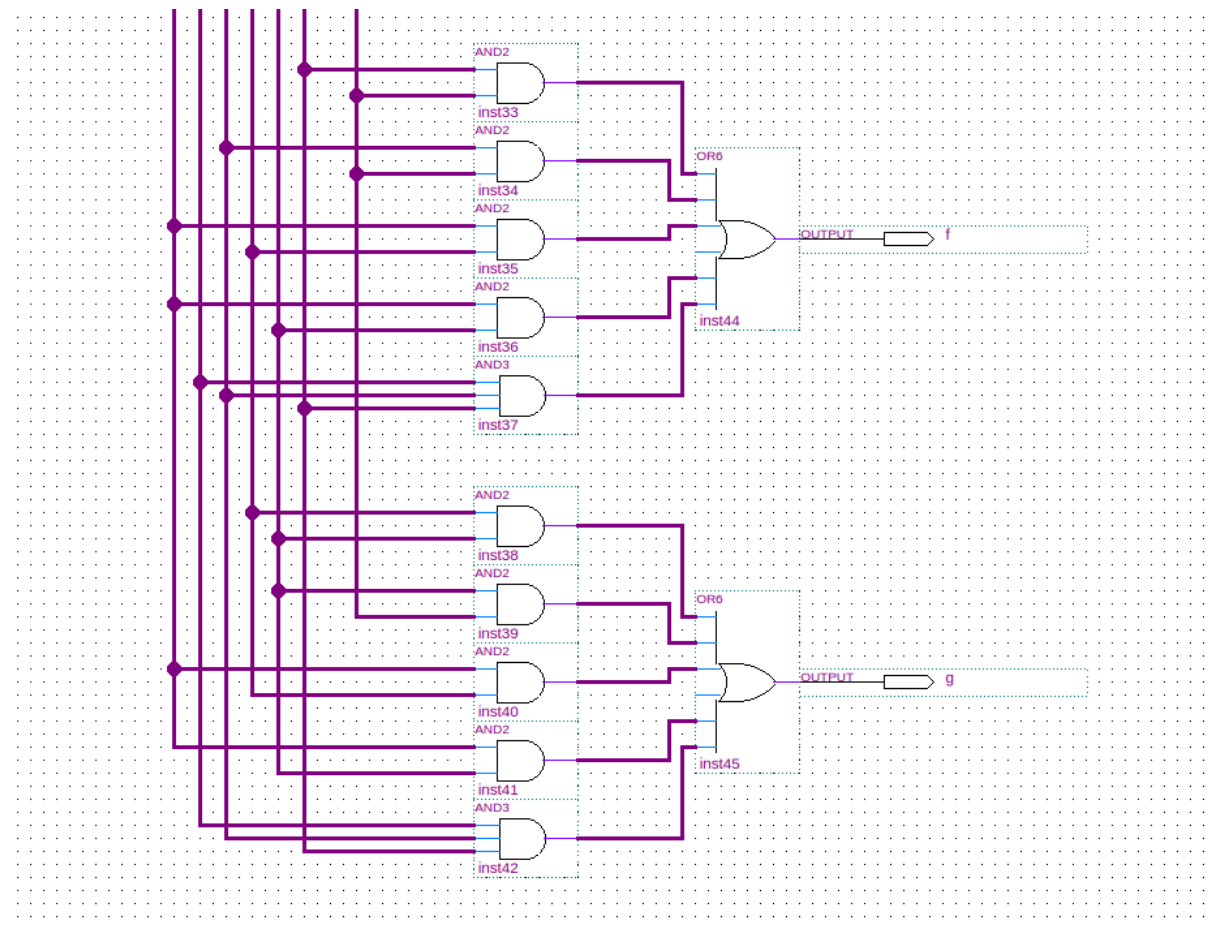 AND2
inst33
AND2
inst34
AND2
inst35
AND2
inst36
AND3
inst37
OR6
inst44
OUTPUT
f
AND2
inst38
AND2
inst39
AND2
inst40
AND2
inst41
AND3
inst42
OR6
inst45
OUTPUT
g